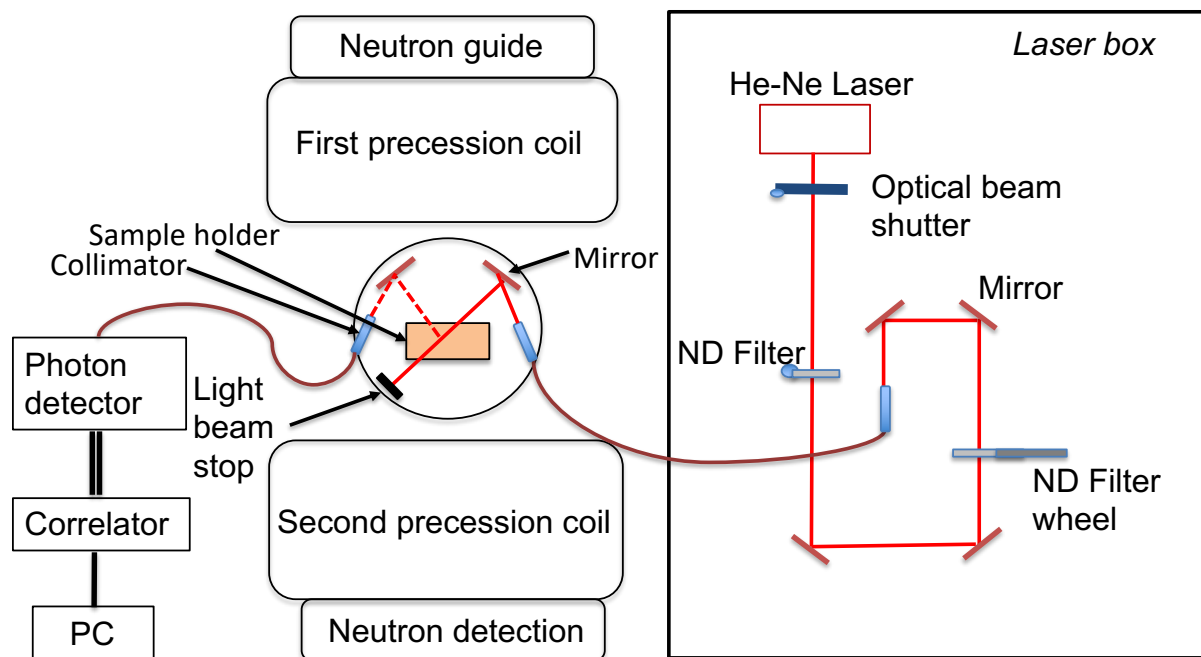 Neutron guide
First precession coil
Sample holder
Collimator
Mirror
Photon
detector
Light
beam
stop
Correlator
PC
Second precession coil
Neutron detection
Laser box
He-Ne Laser
Optical beam
shutter
Mirror
ND Filter
ND Filter
wheel